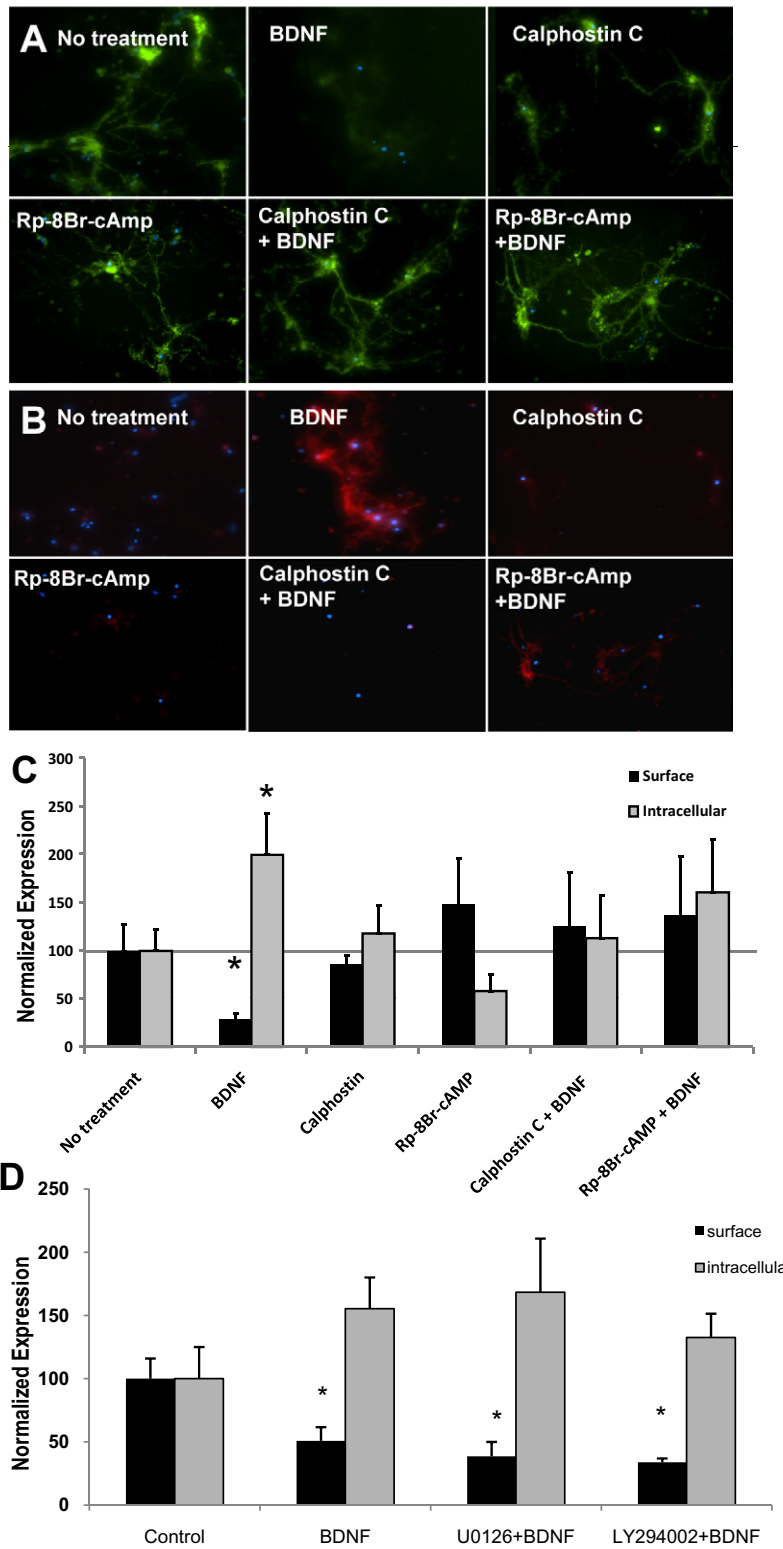 A No treatment
BDNF
Calphostin C
Rp-8Br-cAmp
Calphostin C
+ BDNF
Rp-8Br-cAmp
+BDNF
B No treatment
BDNF
Calphostin C
Rp-8Br-cAmp
Calphostin C
+ BDNF
Rp-8Br-cAmp
+BDNF
C
Normalized Expression
300
250
200
150
100
50
0
Surface
Intracellular
*
*
No treatment
BDNF
Calphostin
Rp-8Br-cAMP
Calphostin C + BDNF
Rp-8Br-cAMP + BDNF
D
Normalized Expression
250
200
150
100
50
0
surface
intracellula
*
*
*
Control
BDNF
U0126+BDNF
LY294002+BDNF